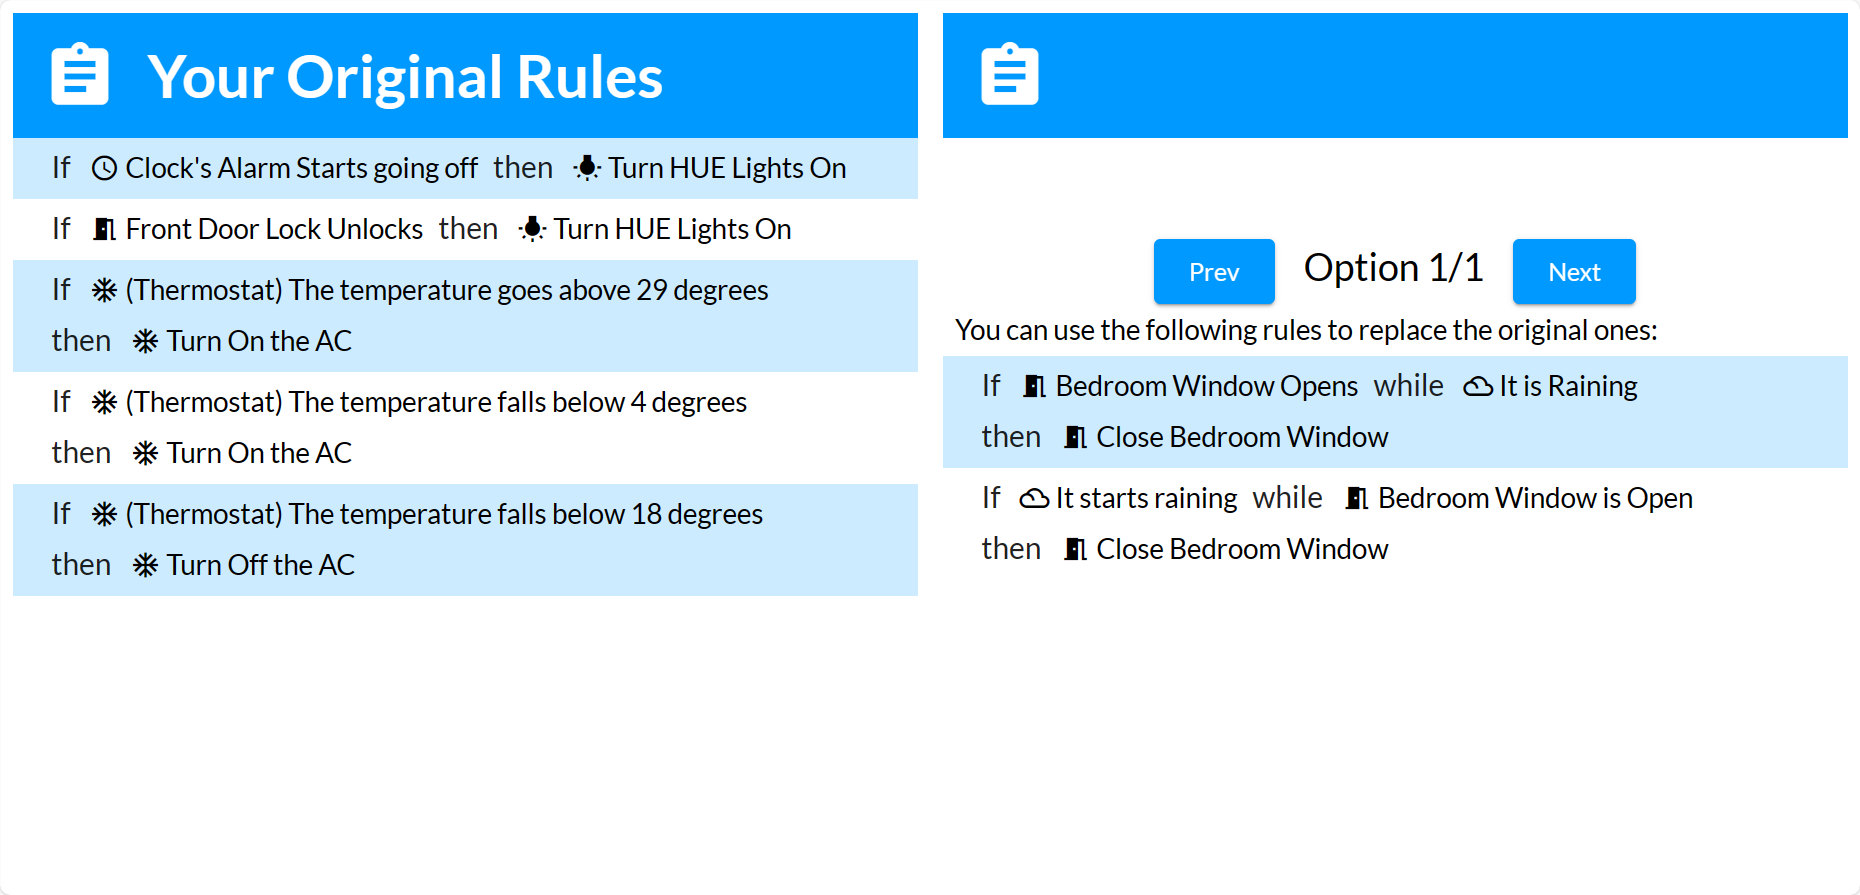 Your Original Rules
If Clock's Alarm Starts going off then Turn HUE Lights On
If Front Door Lock Unlocks then Turn HUE Lights On
If (Thermostat) The temperature goes above 29 degrees
then Turn On the AC
If (Thermostat) The temperature falls below 4 degrees
then Turn On the AC
If (Thermostat) The temperature falls below 18 degrees
then Turn Off the AC
Prev Option 1/1 Next
You can use the following rules to replace the original ones:
If Bedroom Window Opens while It is Raining
then Close Bedroom Window
If It starts raining while Bedroom Window is Open
then Close Bedroom Window